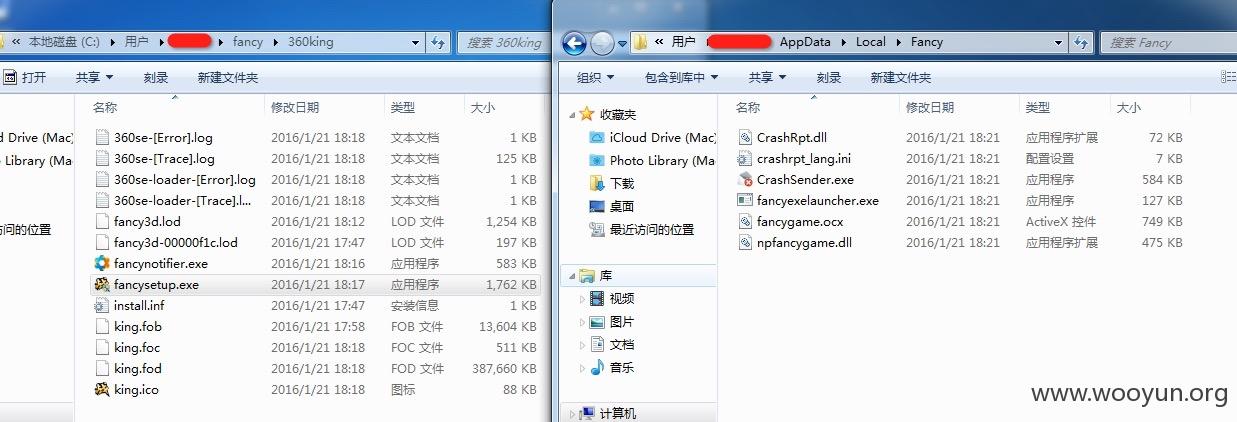 本地磁盘 (C:) 用户 fancy 360king 搜索 360king
打开 共享 刻录 新建文件夹
名称 修改日期 类型 大小
d Drive (Mac)
Library (Ma
访问的位置
360se-[Error].log 2016/1/21 18:18 文本文档 1 KB
360se-[Trace].log 2016/1/21 18:18 文本文档 125 KB
360se-loader-[Error].log 2016/1/21 18:18 文本文档 1 KB
360se-loader-[Trace].l... 2016/1/21 18:18 文本文档 1 KB
fancy3d.lod 2016/1/21 18:12 LOD 文件 1,254 KB
fancy3d-00000f1c.lod 2016/1/21 17:47 LOD 文件 197 KB
fancynotifier.exe 2016/1/21 18:16 应用程序 583 KB
fancysetup.exe 2016/1/21 18:17 应用程序 1,762 KB
install.inf 2016/1/21 17:47 安装信息 1 KB
king.fob 2016/1/21 17:58 FOB 文件 13,604 KB
king.foc 2016/1/21 18:18 FOC 文件 511 KB
king.fod 2016/1/21 18:18 FOD 文件 387,660 KB
king.ico 2016/1/21 18:18 图标 88 KB
用户 AppData Local Fancy 搜索 Fancy
组织 包含到库中 共享 刻录 新建文件夹
收藏夹
iCloud Drive (Mac)
Photo Library (Mac
下载
桌面
最近访问的位置
库
视频
图片
文档
音乐
计算机
名称 修改日期 类型 大小
CrashRpt.dll 2016/1/21 18:21 应用程序扩展 72 KB
crashrpt_lang.ini 2016/1/21 18:21 配置设置 7 KB
CrashSender.exe 2016/1/21 18:21 应用程序 584 KB
fancyexelauncher.exe 2016/1/21 18:21 应用程序 127 KB
fancygame.ocx 2016/1/21 18:21 ActiveX 控件 749 KB
npfancygame.dll 2016/1/21 18:21 应用程序扩展 475 KB
www.wooyun.org